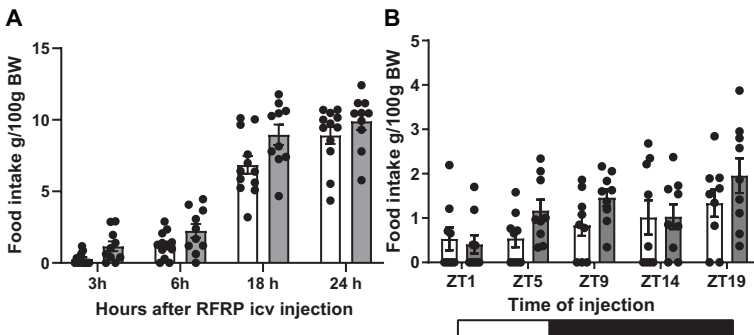 A
Food intake g/100g BW
15
10
5
0
3h 6h 18 h 24 h
Hours after RFRP icv injection
B
Food intake g/100g BW
5
4
3
2
1
0
ZT1 ZT5 ZT9 ZT14 ZT19
Time of injection